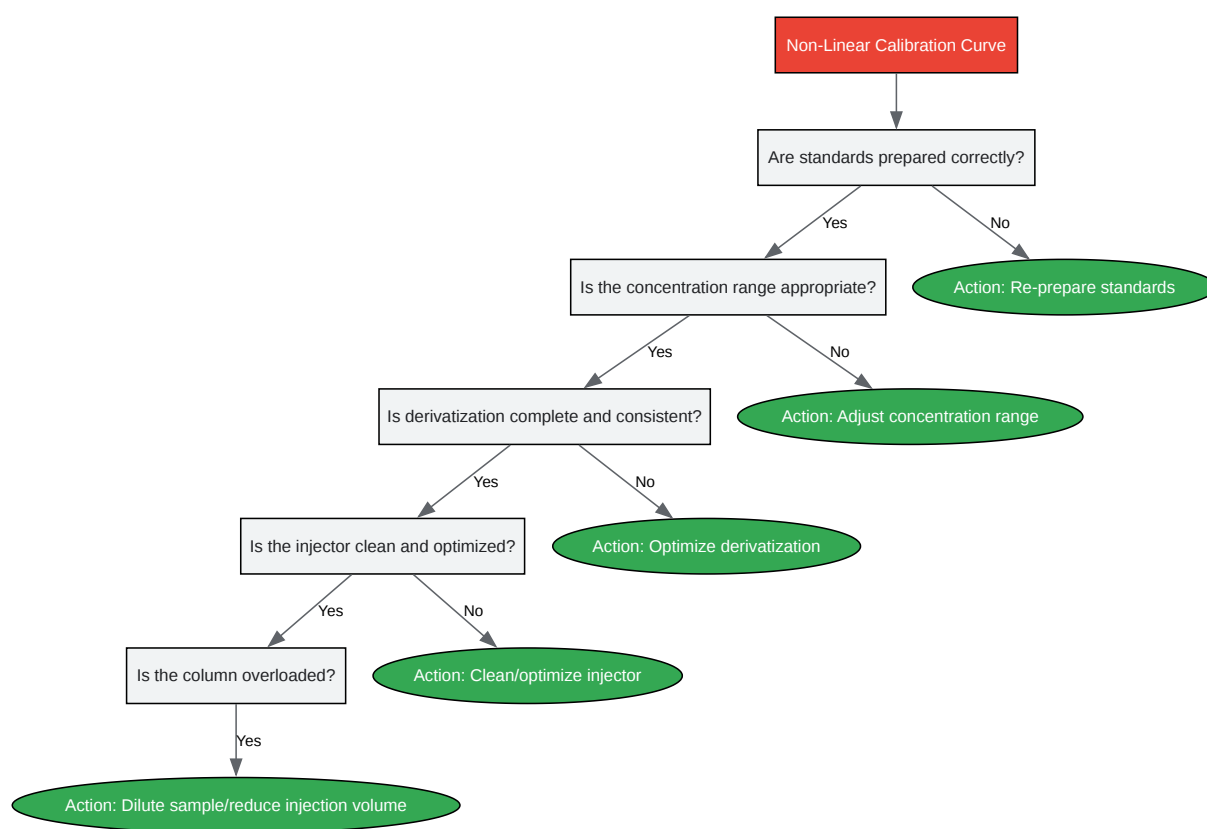 Non-Linear Calibration Curve
Are standards prepared correctly?
Yes
No
Is the concentration range appropriate?
Action: Re-prepare standards
Yes
No
Is derivatization complete and consistent?
Action: Adjust concentration range
Yes
No
Is the injector clean and optimized?
Action: Optimize derivatization
Yes
No
Is the column overloaded?
Action: Clean/optimize injector
Yes
Action: Dilute sample/reduce injection volume